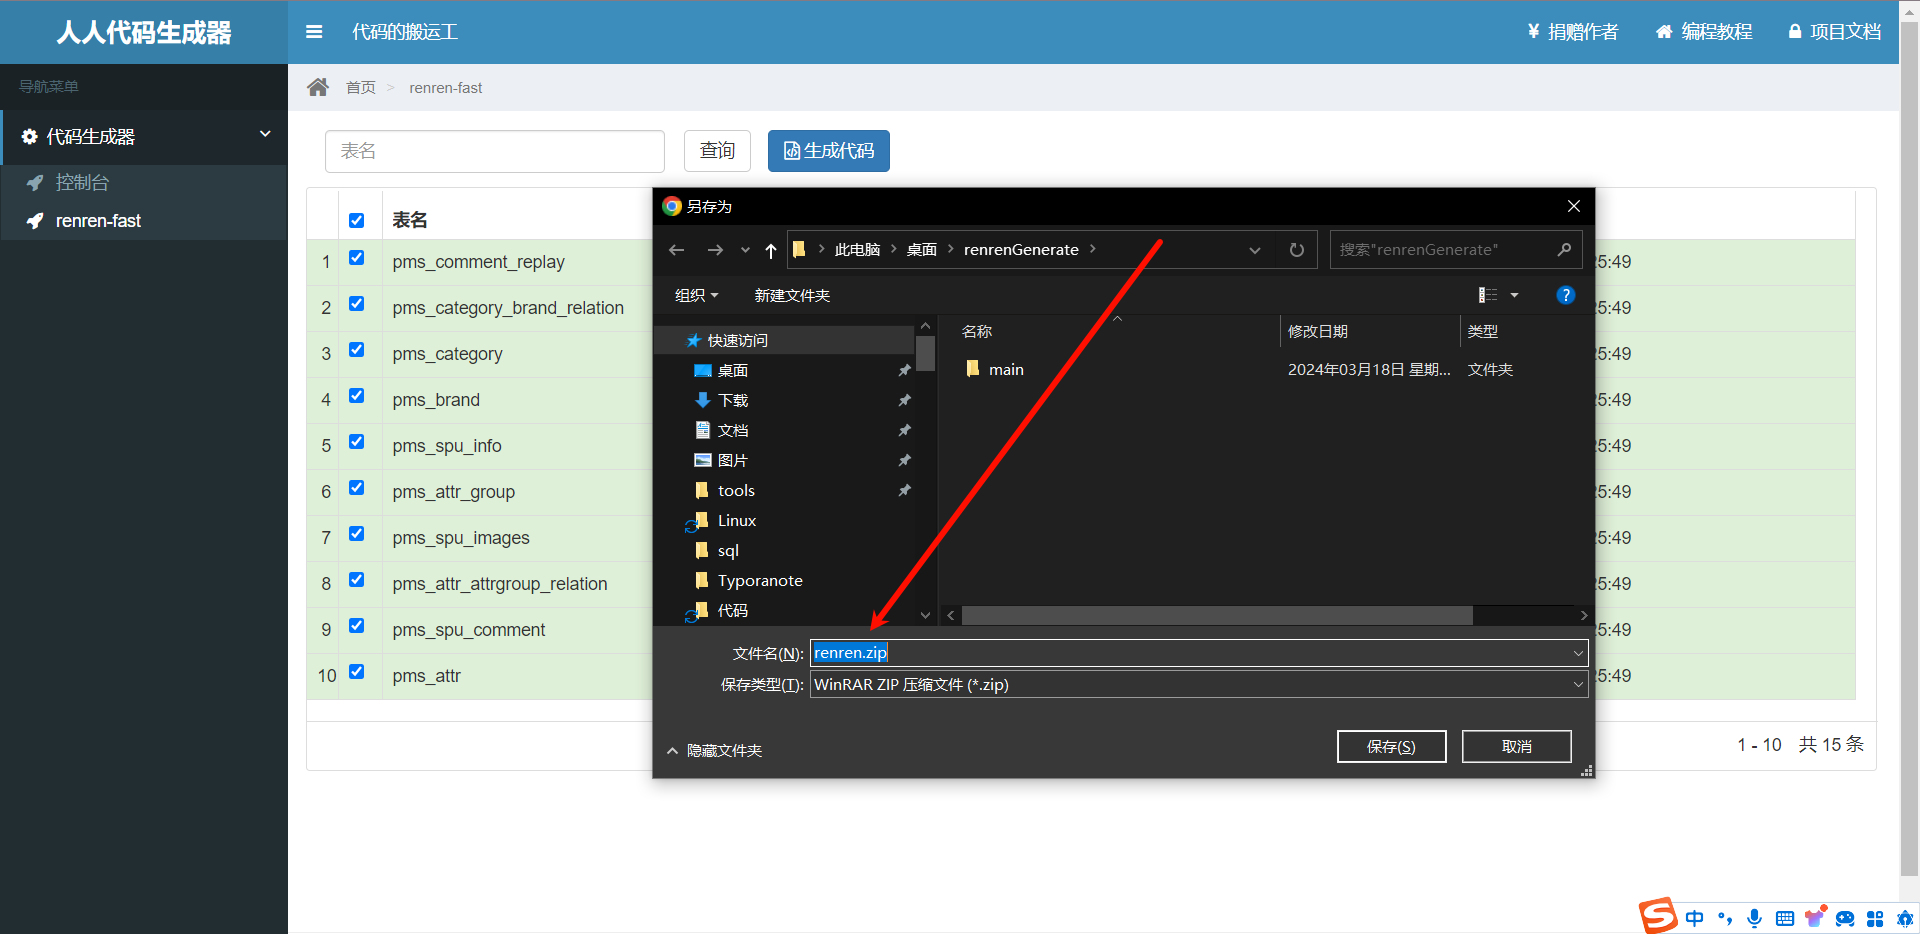 人人代码生成器
代码的搬运工
¥ 捐赠作者
编程教程
项目文档
导航菜单
首页 > renren-fast
代码生成器
控制台
renren-fast
表名
查询
生成代码
表名
1 pms_comment_replay 5:49
2 pms_category_brand_relation 5:49
3 pms_category 5:49
4 pms_brand 5:49
5 pms_spu_info 5:49
6 pms_attr_group 5:49
7 pms_spu_images 5:49
8 pms_attr_attrgroup_relation 5:49
9 pms_spu_comment 5:49
10 pms_attr 5:49
1 - 10 共 15 条
另存为
此电脑 > 桌面 > renrenGenerate >
搜索"renrenGenerate"
组织
新建文件夹
?
快速访问
桌面
下载
文档
图片
tools
Linux
sql
Typoranote
代码
名称 修改日期 类型
main 2024年03月18日 星期... 文件夹
文件名(N): renren.zip
保存类型(T): WinRAR ZIP 压缩文件 (*.zip)
隐藏文件夹
保存(S)
取消
S 中